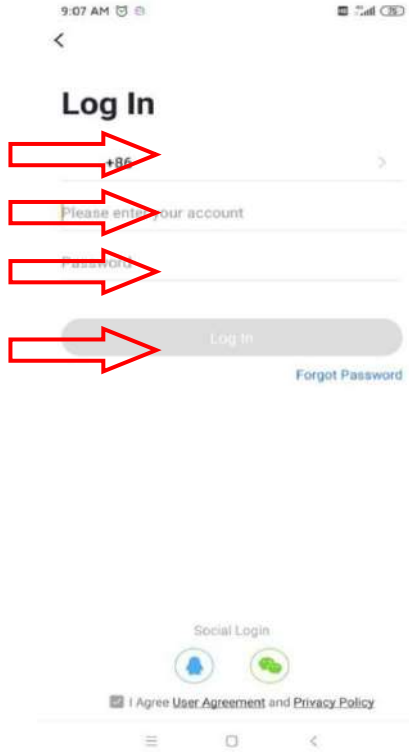 9:07 AM
Log In
+86
Please enter your account
Password
Log In
Forgot Password
Social Login
I Agree User Agreement and Privacy Policy